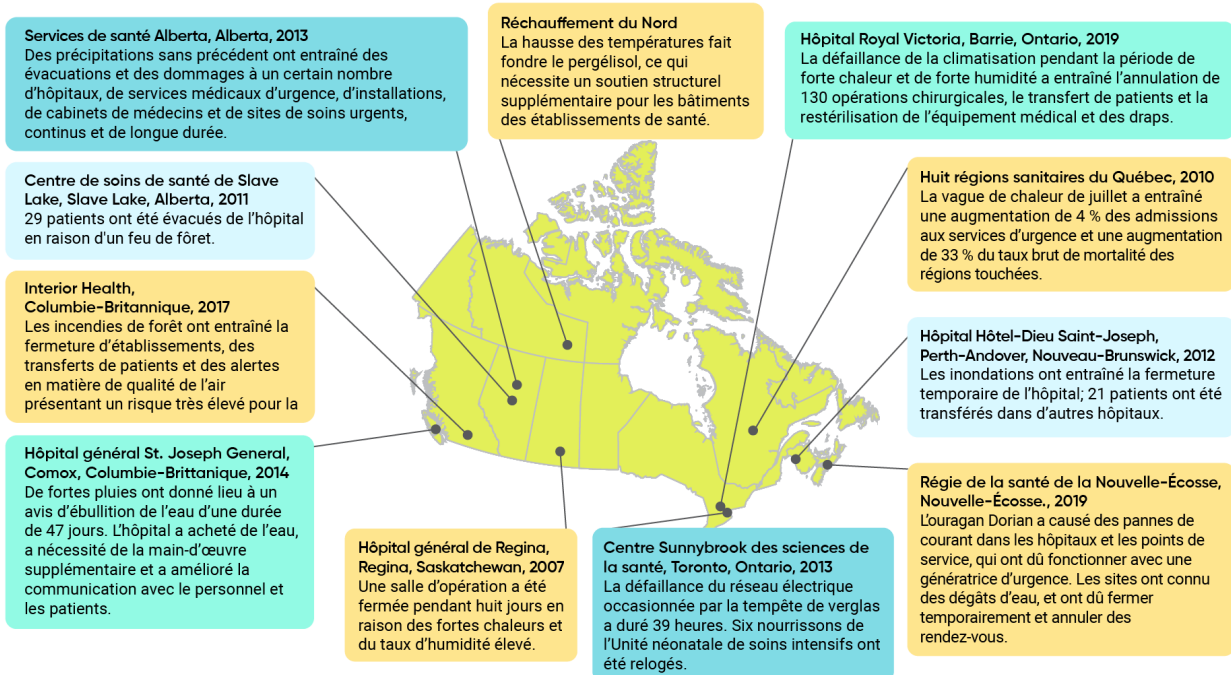 Services de santé Alberta, Alberta, 2013
Des précipitations sans précédent ont entraîné des
évacuations et des dommages à un certain nombre
d’hôpitaux, de services médicaux d’urgence, d’installations,
de cabinets de médecins et de sites de soins urgents,
continus et de longue durée.
Réchauffement du Nord
La hausse des températures fait
fondre le pergélisol, ce qui
nécessite un soutien structurel
supplémentaire pour les bâtiments
des établissements de santé.
Hôpital Royal Victoria, Barrie, Ontario, 2019
La défaillance de la climatisation pendant la période de
forte chaleur et de forte humidité a entraîné l’annulation de
130 opérations chirurgicales, le transfert de patients et la
restérilisation de l’équipement médical et des draps.
Centre de soins de santé de Slave
Lake, Slave Lake, Alberta, 2011
29 patients ont été évacués de l’hôpital
en raison d'un feu de fôret.
Huit régions sanitaires du Québec, 2010
La vague de chaleur de juillet a entraîné
une augmentation de 4 % des admissions
aux services d’urgence et une augmentation
de 33 % du taux brut de mortalité des
régions touchées.
Interior Health,
Columbie-Britannique, 2017
Les incendies de forêt ont entraîné la
fermeture d’établissements, des
transferts de patients et des alertes
en matière de qualité de l’air
présentant un risque très élevé pour la
Hôpital Hôtel-Dieu Saint-Joseph,
Perth-Andover, Nouveau-Brunswick, 2012
Les inondations ont entraîné la fermeture
temporaire de l’hôpital; 21 patients ont été
transférés dans d’autres hôpitaux.
Hôpital général St. Joseph General,
Comox, Columbie-Brittanique, 2014
De fortes pluies ont donné lieu à un
avis d’ébullition de l’eau d’une durée
de 47 jours. L’hôpital a acheté de l’eau,
a nécessité de la main-d’œuvre
supplémentaire et a amélioré la
communication avec le personnel et
les patients.
Hôpital général de Regina,
Regina, Saskatchewan, 2007
Une salle d’opération a été
fermée pendant huit jours en
raison des fortes chaleurs et
du taux d’humidité élevé.
Centre Sunnybrook des sciences de
la santé, Toronto, Ontario, 2013
La défaillance du réseau électrique
occasionnée par la tempête de verglas
a duré 39 heures. Six nourrissons de
l’Unité néonatale de soins intensifs ont
été relogés.
Régie de la santé de la Nouvelle-Écosse,
Nouvelle-Écosse., 2019
L’ouragan Dorian a causé des pannes de
courant dans les hôpitaux et les points de
service, qui ont dû fonctionner avec une
génératrice d’urgence. Les sites ont connu
des dégâts d’eau, et ont dû fermer
temporairement et annuler des
rendez-vous.